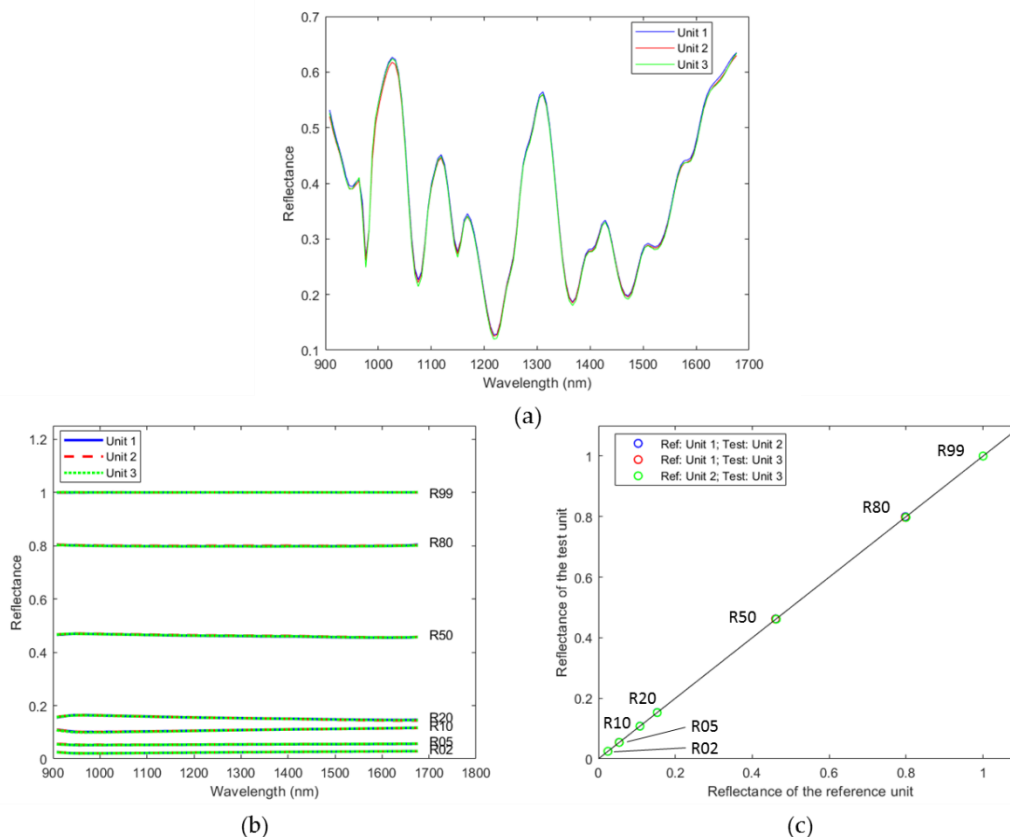 0.7
0.6
0.5
0.4
0.3
0.2
0.1
Reflectance
Unit 1
Unit 2
Unit 3
900 1000 1100 1200 1300 1400 1500 1600 1700
Wavelength (nm)
(a)
1.2
1
0.8
0.6
0.4
0.2
0
Reflectance
Unit 1
Unit 2
Unit 3
R99
R80
R50
R20
R10
R05
R02
900 1000 1100 1200 1300 1400 1500 1600 1700 1800
Wavelength (nm)
(b)
1
0.8
0.6
0.4
0.2
0
Reflectance of the test unit
Ref: Unit 1; Test: Unit 2
Ref: Unit 1; Test: Unit 3
Ref: Unit 2; Test: Unit 3
R99
R80
R50
R20
R10
R05
R02
0 0.2 0.4 0.6 0.8 1
Reflectance of the reference unit
(c)